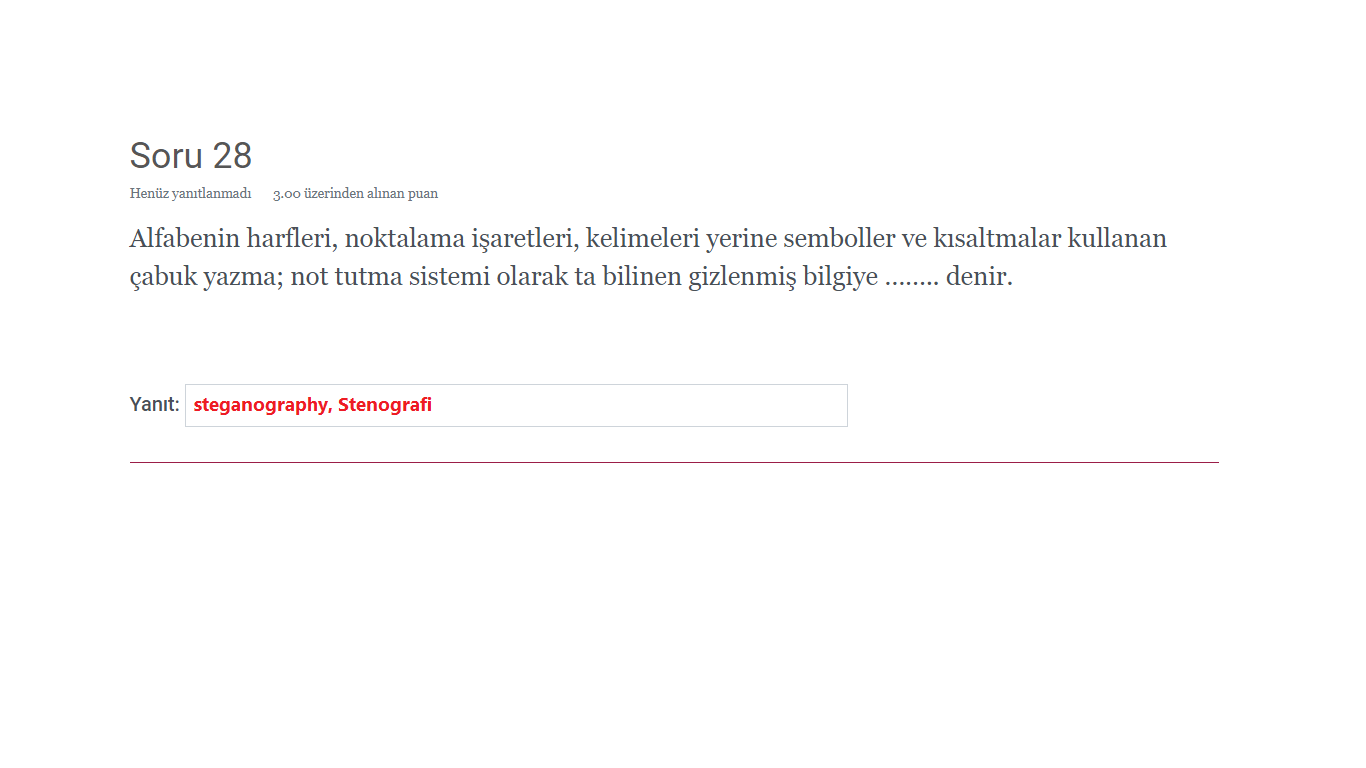 Soru 28
Henüz yanıtlanmadı 3.00 üzerinden alınan puan
Alfabenin harfleri, noktalama işaretleri, kelimeleri yerine semboller ve kısaltmalar kullanan
çabuk yazma; not tutma sistemi olarak ta bilinen gizlenmiş bilgiye ........ denir.
Yanıt: steganography, Stenografi